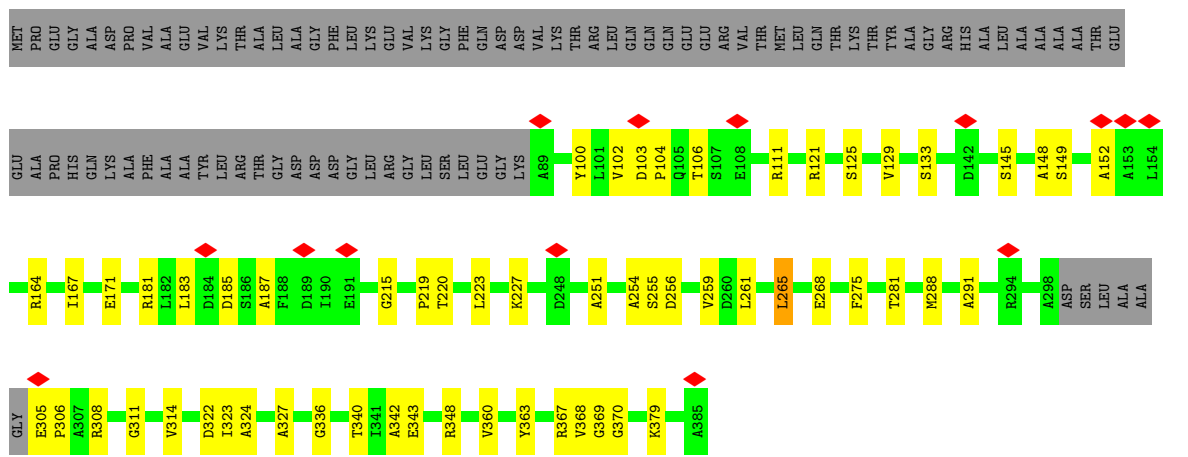 MET PRO GLU GLY ALA ASP PRO VAL ALA GLU VAL LYS THR ALA LEU ALA GLY PHE LEU LYS GLU VAL LYS GLY PHE GLN ASP ASP VAL LYS THR ARG LEU GLN GLN GLN GLU GLU ARG VAL THR MET LEU GLN THR LYS THR TYR ALA GLY ARG HIS ALA LEU ALA ALA ALA ALA THR GLU
GLU ALA PRO HIS GLN LYS ALA PHE ALA ALA TYR LEU ARG THR GLY ASP ASP ASP GLY LEU ARG GLY LEU SER LEU GLU GLY LYS A89 Y100 L101 V102 D103 P104 Q105 T106 S107 E108 R111 R121 S125 V129 S133 D142 S145 A148 S149 A152 A153 L154
R164 I167 E171 R181 L182 L183 D184 D185 S186 A187 F188 D189 I190 E191 G215 P219 T220 L223 K227 D248 A251 A254 S255 D256 V259 D260 L261 L265 E268 F275 T281 M288 A291 R294 A298 ASP SER LEU ALA ALA
GLY E305 P306 A307 R308 G311 V314 D322 I323 A324 A327 G336 T340 I341 A342 E343 R348 V360 Y363 R367 V368 G369 G370 K379 A385